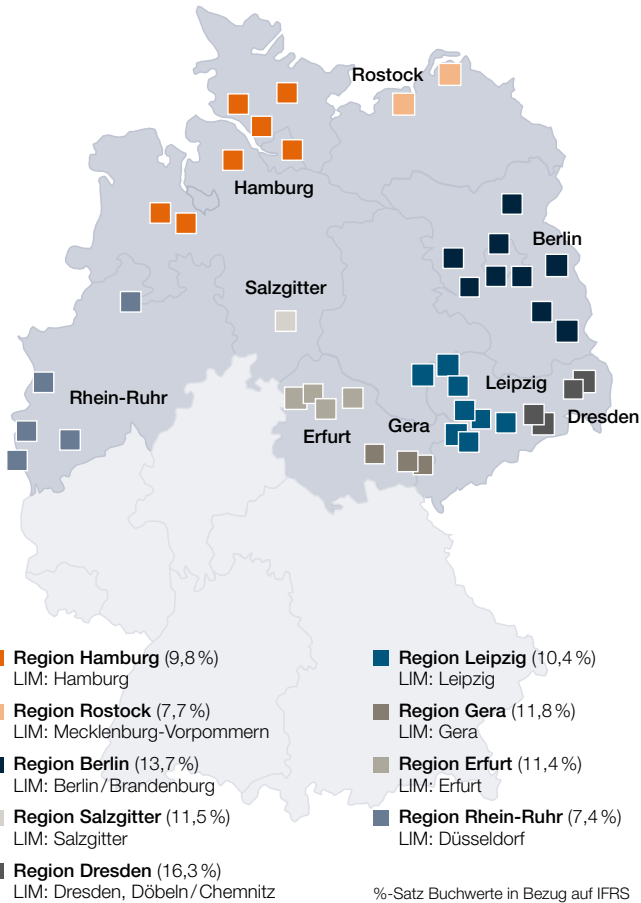 Rostock
Hamburg
Berlin
Salzgitter
Rhein-Ruhr
Leipzig
Dresden
Gera
Erfurt
Region Hamburg (9,8 %)
LIM: Hamburg
Region Rostock (7,7 %)
LIM: Mecklenburg-Vorpommern
Region Berlin (13,7 %)
LIM: Berlin / Brandenburg
Region Salzgitter (11,5 %)
LIM: Salzgitter
Region Dresden (16,3 %)
LIM: Dresden, Döbeln / Chemnitz
Region Leipzig (10,4 %)
LIM: Leipzig
Region Gera (11,8 %)
LIM: Gera
Region Erfurt (11,4 %)
LIM: Erfurt
Region Rhein-Ruhr (7,4 %)
LIM: Düsseldorf
%-Satz Buchwerte in Bezug auf IFRS